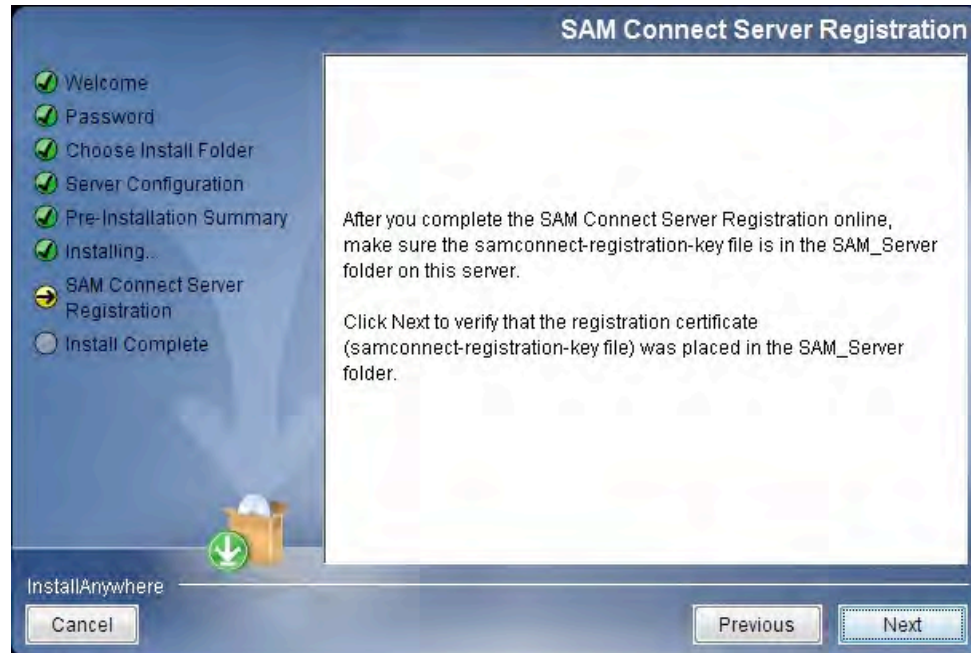 SAM Connect Server Registration
Welcome
Password
Choose Install Folder
Server Configuration
Pre-Installation Summary
Installing...
SAM Connect Server
Registration
Install Complete
After you complete the SAM Connect Server Registration online,
make sure the samconnect-registration-key file is in the SAM_Server
folder on this server.
Click Next to verify that the registration certificate
(samconnect-registration-key file) was placed in the SAM_Server
folder.
InstallAnywhere
Cancel
Previous
Next